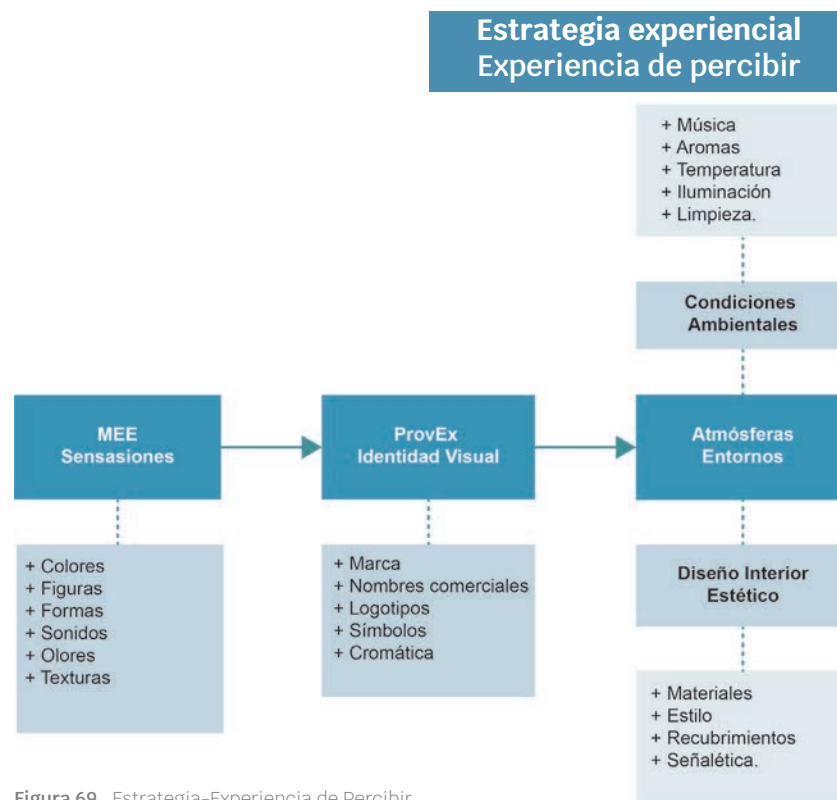 Estrategia experiencial
Experiencia de percibir
+ Música
+ Aromas
+ Temperatura
+ Iluminación
+ Limpieza.
Condiciones
Ambientales
MEE
Sensasiones
ProvEx
Identidad Visual
Atmósferas
Entornos
+ Colores
+ Figuras
+ Formas
+ Sonidos
+ Olores
+ Texturas
+ Marca
+ Nombres comerciales
+ Logotipos
+ Símbolos
+ Cromática
Diseño Interior
Estético
+ Materiales
+ Estilo
+ Recubrimientos
+ Señalética.
Figura 69. Estrategia-Experiencia de Percibir